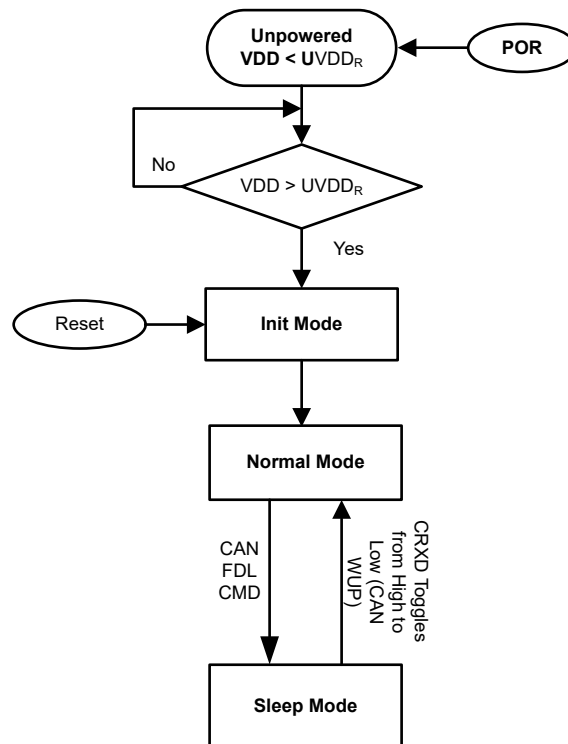 Unpowered
VDD < UVDDR
POR
No
VDD > UVDDR
Yes
Reset
Init Mode
Normal Mode
CAN
FDL
CMD
CRXD Toggles
from High to
Low (CAN
WUP)
Sleep Mode